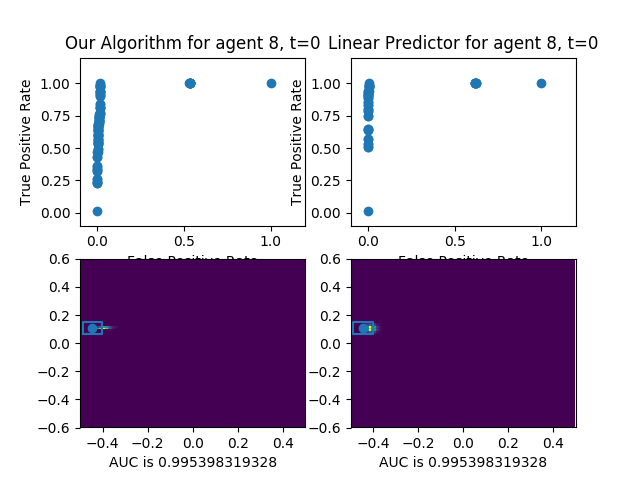 Our Algorithm for agent 8, t=0 Linear Predictor for agent 8, t=0
True Positive Rate
1.00
0.75
0.50
0.25
0.00
0.0 0.5 1.0
False Positive Rate
True Positive Rate
1.00
0.75
0.50
0.25
0.00
0.0 0.5 1.0
False Positive Rate
0.6
0.4
0.2
0.0
−0.2
−0.4
−0.6
−0.4 −0.2 0.0 0.2 0.4
AUC is 0.995398319328
0.6
0.4
0.2
0.0
−0.2
−0.4
−0.6
−0.4 −0.2 0.0 0.2 0.4
AUC is 0.995398319328